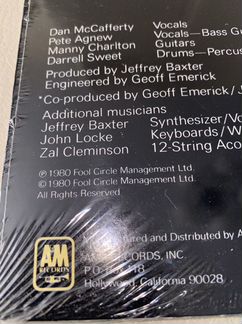 Dan McCafferty Vocals
Pete Agnew Vocals—Bass Gu
Manny Charlton Guitars
Darrell Sweet Drums—Percus
Produced by Jeffrey Baxter
Engineered by Geoff Emerick
*Co-produced by Geoff Emerick/J
Additional musicians
Jeffrey Baxter Synthesizer/Vo
John Locke Keyboards/W
Zal Cleminson 12-String Aco
℗ 1980 Fool Circle Management Ltd.
© 1980 Fool Circle Management Ltd.
All Rights Reserved
and Distributed by A
A&M RECORDS
INC
P.O.
Hollywood, California 90028